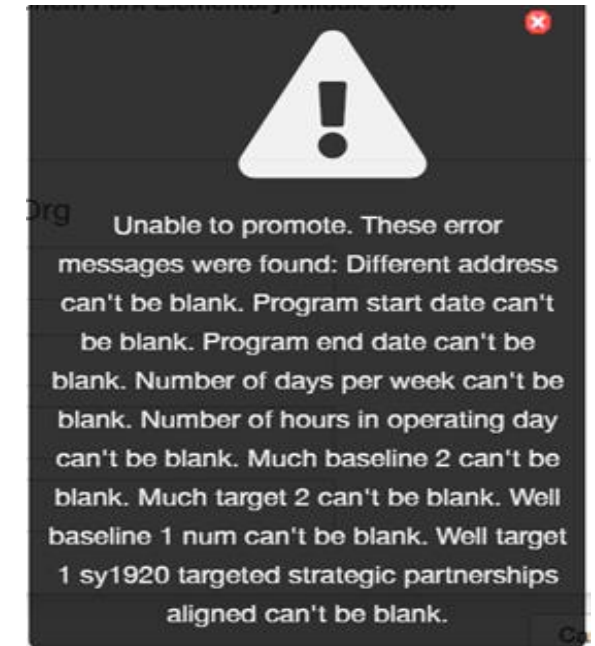 Org
Unable to promote. These error
messages were found: Different address
can't be blank. Program start date can't
be blank. Program end date can't be
blank. Number of days per week can't be
blank. Number of hours in operating day
can't be blank. Much baseline 2 can't be
blank. Much target 2 can't be blank. Well
baseline 1 num can't be blank. Well target
1 sy1920 targeted strategic partnerships
aligned can't be blank.